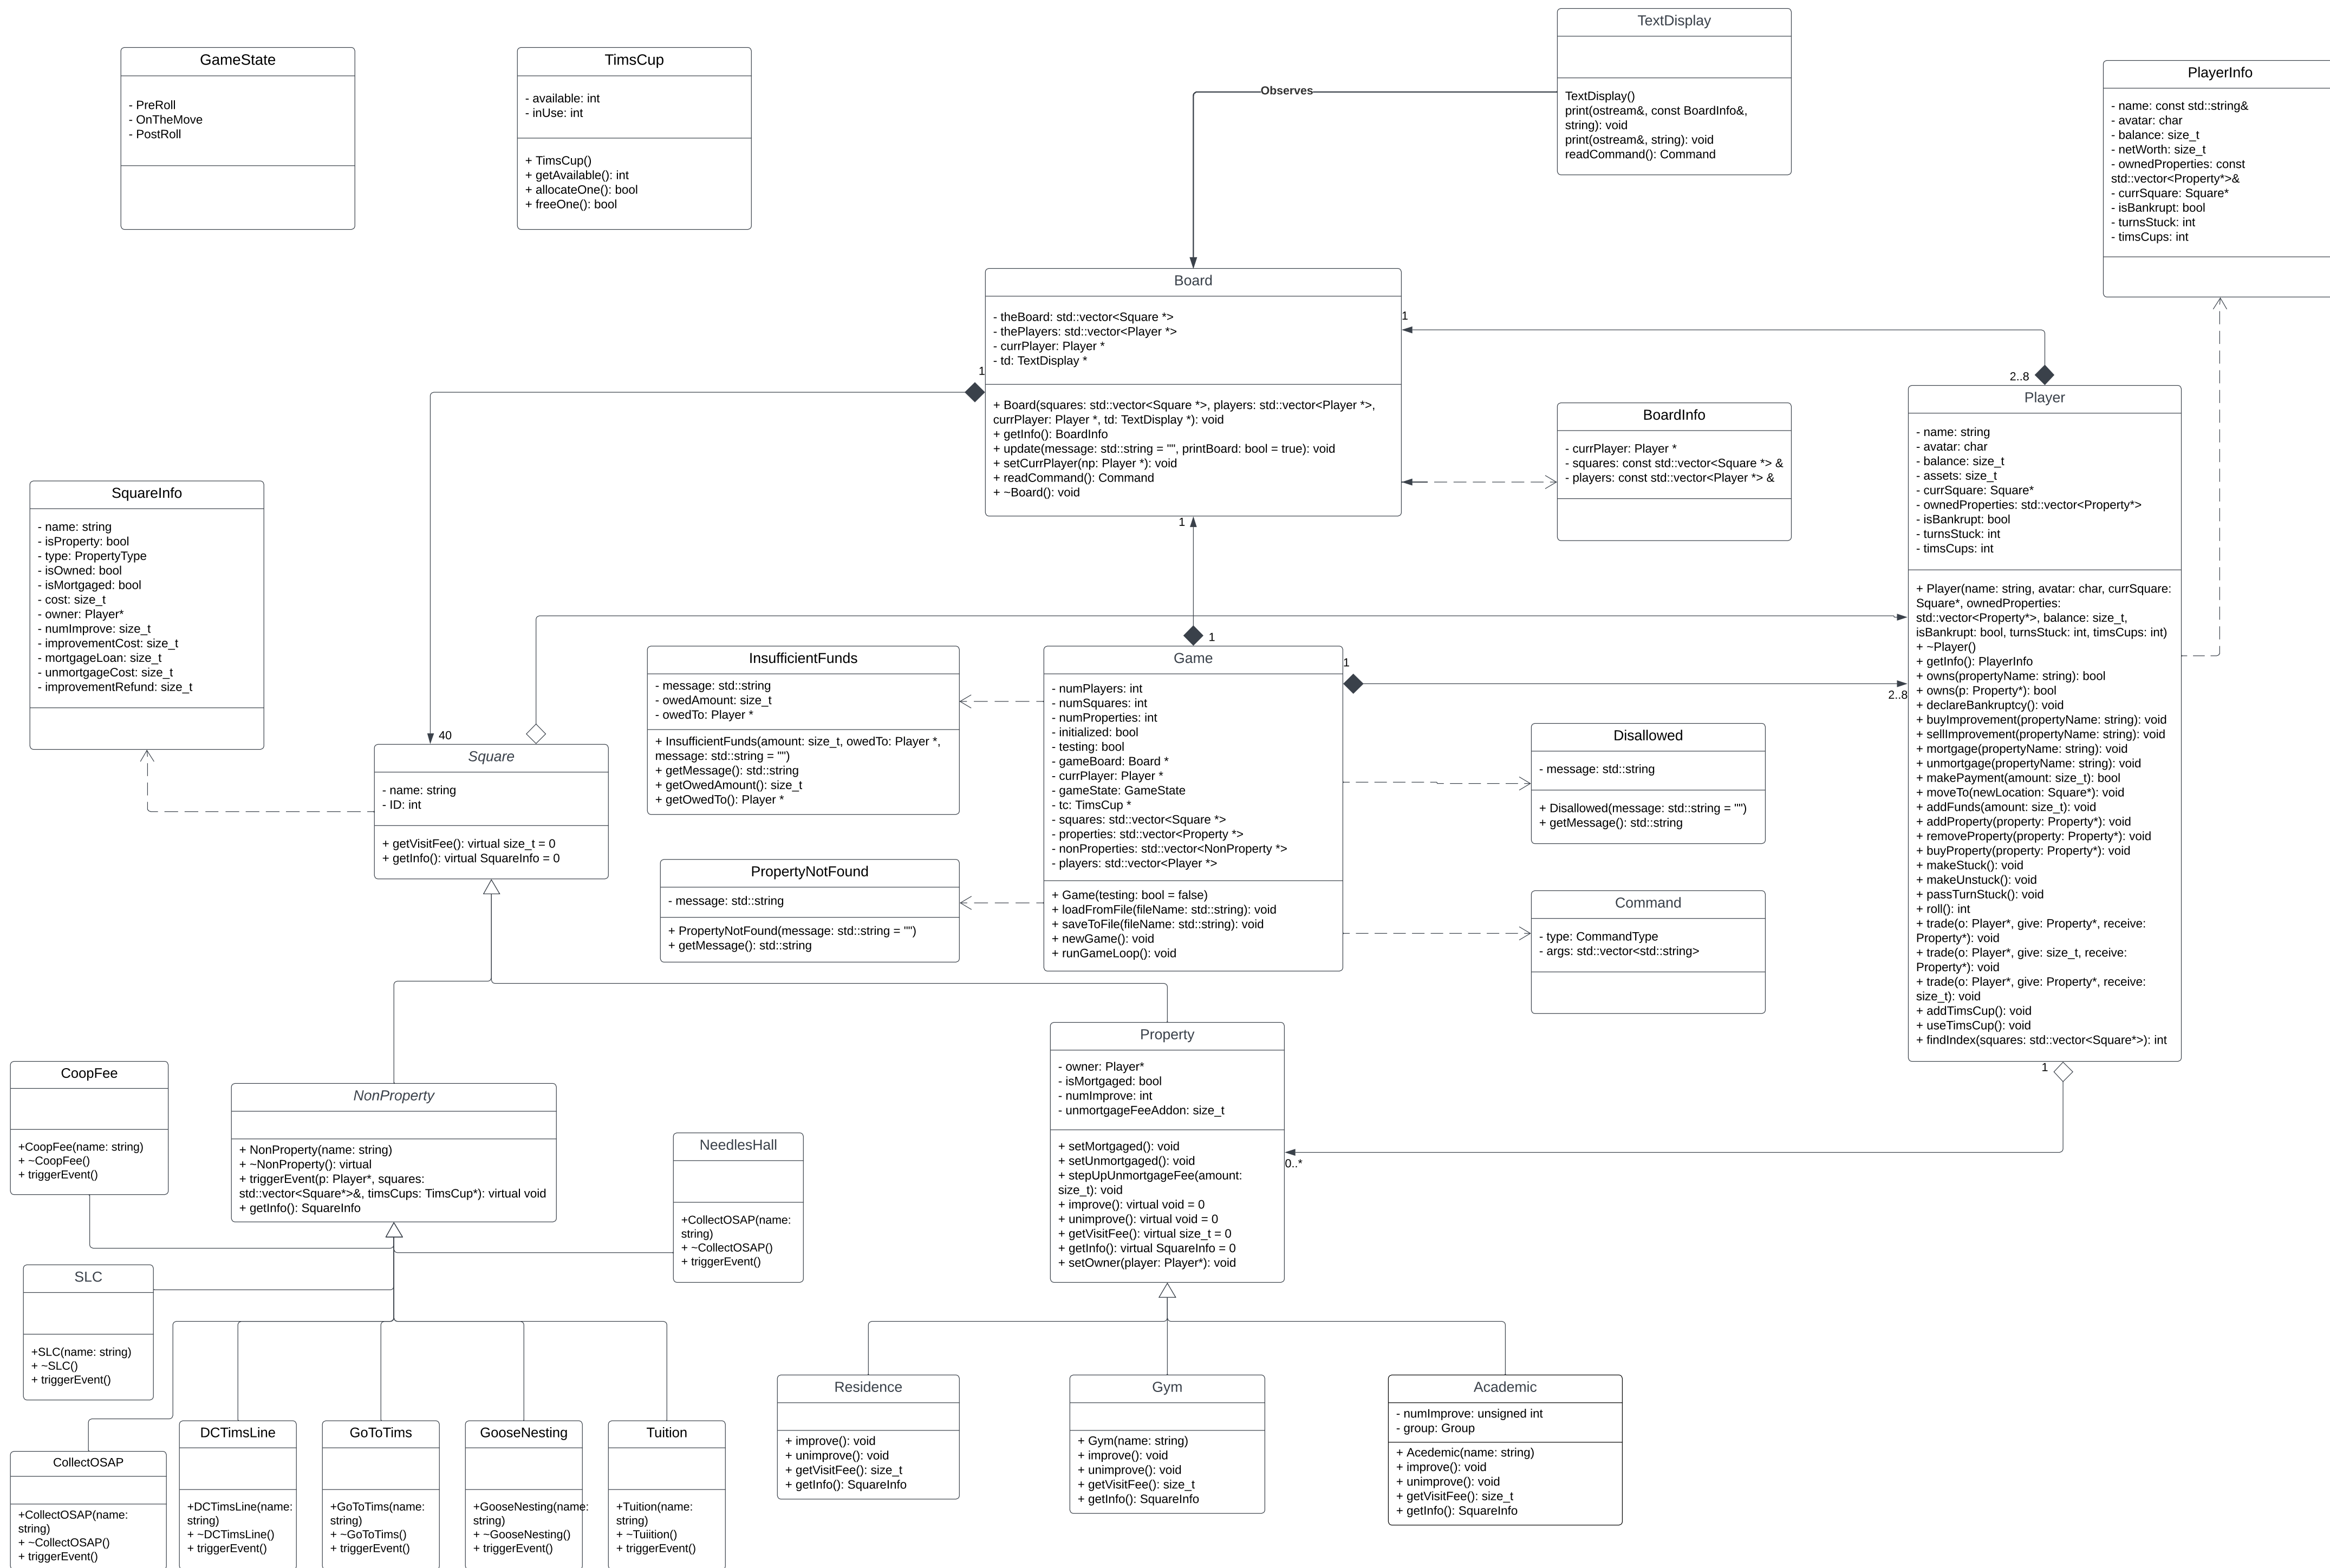 TextDisplay
TextDisplay()
print(ostream&, const BoardInfo&,
string): void
print(ostream&, string): void
readCommand(): Command
GameState
- PreRoll
- OnTheMove
- PostRoll
TimsCup
- available: int
- inUse: int
+ TimsCup()
+ getAvailable(): int
+ allocateOne(): bool
+ freeOne(): bool
Observes
PlayerInfo
- name: const std::string&
- avatar: char
- balance: size_t
- netWorth: size_t
- ownedProperties: const
std::vector<Property*>&
- currSquare: Square*
- isBankrupt: bool
- turnsStuck: int
- timsCups: int
Board
- theBoard: std::vector<Square *>
- thePlayers: std::vector<Player *>
- currPlayer: Player *
- td: TextDisplay *
+ Board(squares: std::vector<Square *>, players: std::vector<Player *>,
currPlayer: Player *, td: TextDisplay *): void
+ getInfo(): BoardInfo
+ update(message: std::string = "", printBoard: bool = true): void
+ setCurrPlayer(np: Player *): void
+ readCommand(): Command
+ ~Board(): void
1
1
1
2..8
BoardInfo
- currPlayer: Player *
- squares: const std::vector<Square *> &
- players: const std::vector<Player *> &
Player
- name: string
- avatar: char
- balance: size_t
- assets: size_t
- currSquare: Square*
- ownedProperties: std::vector<Property*>
- isBankrupt: bool
- turnsStuck: int
- timsCups: int
+ Player(name: string, avatar: char, currSquare:
Square*, ownedProperties:
std::vector<Property*>, balance: size_t,
isBankrupt: bool, turnsStuck: int, timsCups: int)
+ ~Player()
+ getInfo(): PlayerInfo
+ owns(propertyName: string): bool
+ owns(p: Property*): bool
+ declareBankruptcy(): void
+ buyImprovement(propertyName: string): void
+ sellImprovement(propertyName: string): void
+ mortgage(propertyName: string): void
+ unmortgage(propertyName: string): void
+ makePayment(amount: size_t): bool
+ moveTo(newLocation: Square*): void
+ addFunds(amount: size_t): void
+ addProperty(property: Property*): void
+ removeProperty(property: Property*): void
+ buyProperty(property: Property*): void
+ makeStuck(): void
+ makeUnstuck(): void
+ passTurnStuck(): void
+ roll(): int
+ trade(o: Player*, give: Property*, receive:
Property*): void
+ trade(o: Player*, give: size_t, receive:
Property*): void
+ trade(o: Player*, give: Property*, receive:
size_t): void
+ addTimsCup(): void
+ useTimsCup(): void
+ findIndex(squares: std::vector<Square*>): int
SquareInfo
- name: string
- isProperty: bool
- type: PropertyType
- isOwned: bool
- isMortgaged: bool
- cost: size_t
- owner: Player*
- numImprove: size_t
- improvementCost: size_t
- mortgageLoan: size_t
- unmortgageCost: size_t
- improvementRefund: size_t
40
Square
- name: string
- ID: int
+ getVisitFee(): virtual size_t = 0
+ getInfo(): virtual SquareInfo = 0
InsufficientFunds
- message: std::string
- owedAmount: size_t
- owedTo: Player *
+ InsufficientFunds(amount: size_t, owedTo: Player *,
message: std::string = "")
+ getMessage(): std::string
+ getOwedAmount(): size_t
+ getOwedTo(): Player *
PropertyNotFound
- message: std::string
+ PropertyNotFound(message: std::string = "")
+ getMessage(): std::string
1
1
2..8
Game
- numPlayers: int
- numSquares: int
- numProperties: int
- initialized: bool
- testing: bool
- gameBoard: Board *
- currPlayer: Player *
- gameState: GameState
- tc: TimsCup *
- squares: std::vector<Square *>
- properties: std::vector<Property *>
- nonProperties: std::vector<NonProperty *>
- players: std::vector<Player *>
+ Game(testing: bool = false)
+ loadFromFile(fileName: std::string): void
+ saveToFile(fileName: std::string): void
+ newGame(): void
+ runGameLoop(): void
Disallowed
- message: std::string
+ Disallowed(message: std::string = "")
+ getMessage(): std::string
Command
- type: CommandType
- args: std::vector<std::string>
Property
- owner: Player*
- isMortgaged: bool
- numImprove: int
- unmortgageFeeAddon: size_t
+ setMortgaged(): void
+ setUnmortgaged(): void
+ stepUpUnmortgageFee(amount:
size_t): void
+ improve(): virtual void = 0
+ unimprove(): virtual void = 0
+ getVisitFee(): virtual size_t = 0
+ getInfo(): virtual SquareInfo = 0
+ setOwner(player: Player*): void
1
0..*
CoopFee
+CoopFee(name: string)
+ ~CoopFee()
+ triggerEvent()
NonProperty
+ NonProperty(name: string)
+ ~NonProperty(): virtual
+ triggerEvent(p: Player*, squares:
std::vector<Square*>&, timsCups: TimsCup*): virtual void
+ getInfo(): SquareInfo
NeedlesHall
+CollectOSAP(name:
string)
+ ~CollectOSAP()
+ triggerEvent()
SLC
+SLC(name: string)
+ ~SLC()
+ triggerEvent()
CollectOSAP
+CollectOSAP(name:
string)
+ ~CollectOSAP()
+ triggerEvent()
DCTimsLine
+DCTimsLine(name:
string)
+ ~DCTimsLine()
+ triggerEvent()
GoToTims
+GoToTims(name:
string)
+ ~GoToTims()
+ triggerEvent()
GooseNesting
+GooseNesting(name:
string)
+ ~GooseNesting()
+ triggerEvent()
Tuition
+Tuition(name:
string)
+ ~Tuiition()
+ triggerEvent()
Residence
+ improve(): void
+ unimprove(): void
+ getVisitFee(): size_t
+ getInfo(): SquareInfo
Gym
+ Gym(name: string)
+ improve(): void
+ unimprove(): void
+ getVisitFee(): size_t
+ getInfo(): SquareInfo
Academic
- numImprove: unsigned int
- group: Group
+ Acedemic(name: string)
+ improve(): void
+ unimprove(): void
+ getVisitFee(): size_t
+ getInfo(): SquareInfo